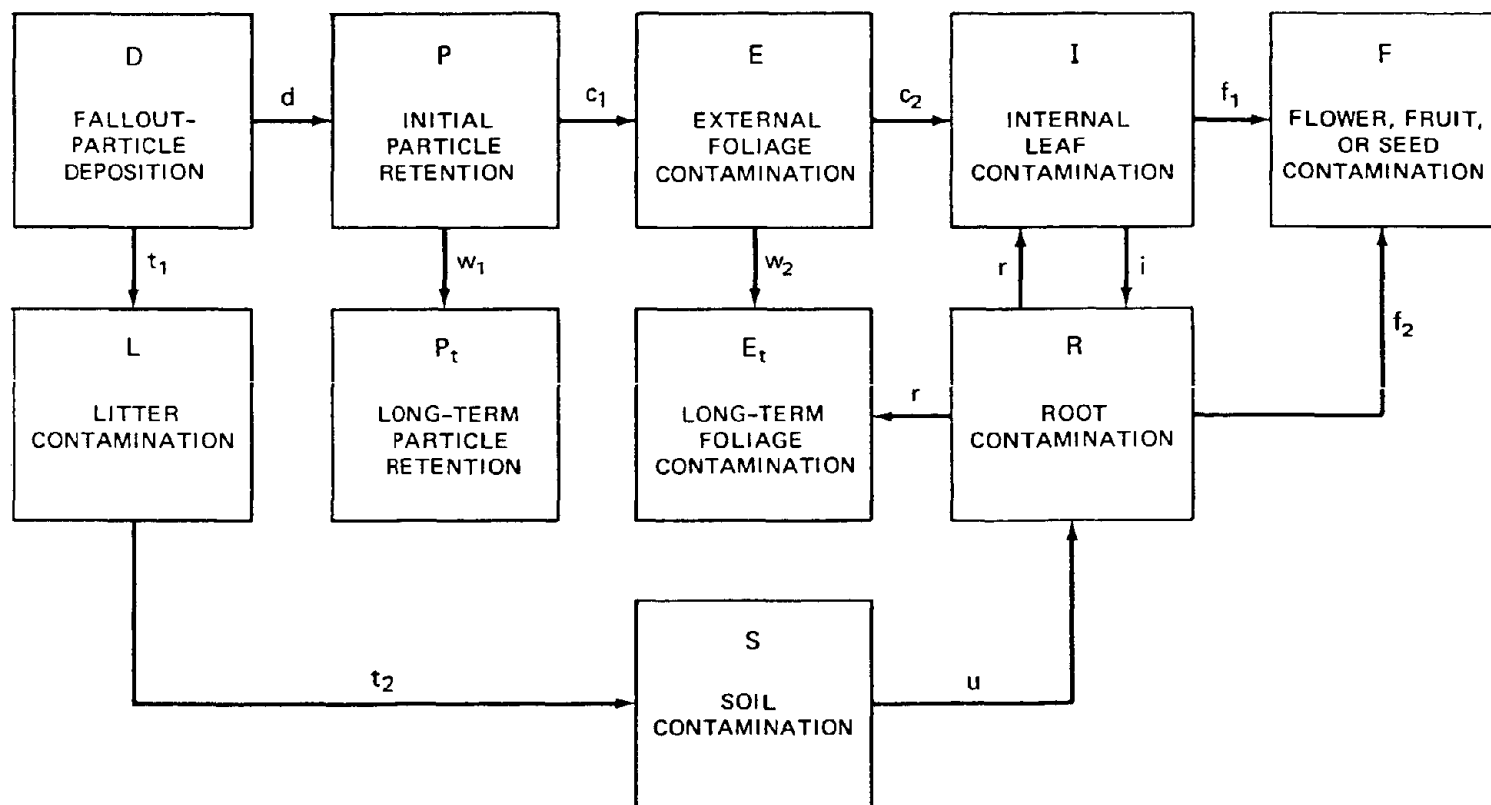 D
FALLOUT-
PARTICLE
DEPOSITION
d
P
INITIAL
PARTICLE
RETENTION
c₁
E
EXTERNAL
FOLIAGE
CONTAMINATION
c₂
I
INTERNAL
LEAF
CONTAMINATION
f₁
F
FLOWER, FRUIT,
OR SEED
CONTAMINATION
t₁
w₁
w₂
r
i
f₂
L
LITTER
CONTAMINATION
Pₜ
LONG-TERM
PARTICLE
RETENTION
Eₜ
LONG-TERM
FOLIAGE
CONTAMINATION
r
R
ROOT
CONTAMINATION
t₂
S
SOIL
CONTAMINATION
u